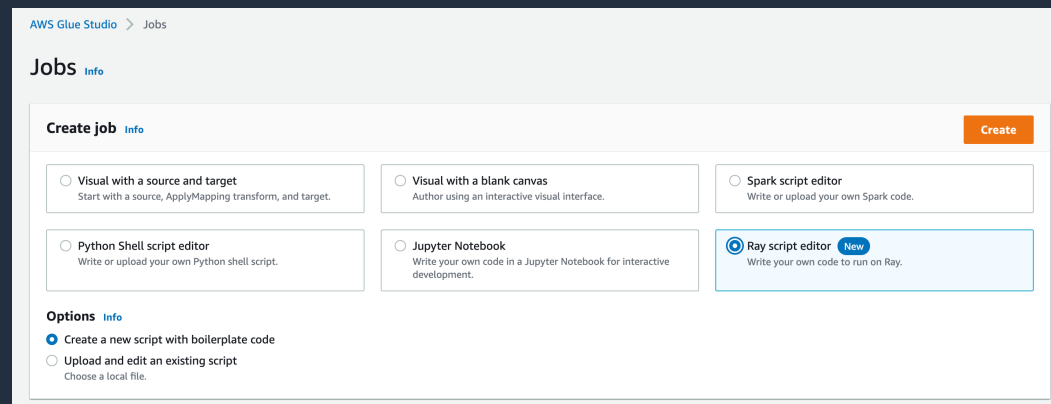 AWS Glue Studio > Jobs
Jobs Info
Create job Info
Create
Visual with a source and target
Start with a source, ApplyMapping transform, and target.
Visual with a blank canvas
Author using an interactive visual interface.
Spark script editor
Write or upload your own Spark code.
Python Shell script editor
Write or upload your own Python shell script.
Jupyter Notebook
Write your own code in a Jupyter Notebook for interactive
development.
Ray script editor New
Write your own code to run on Ray.
Options Info
Create a new script with boilerplate code
Upload and edit an existing script
Choose a local file.